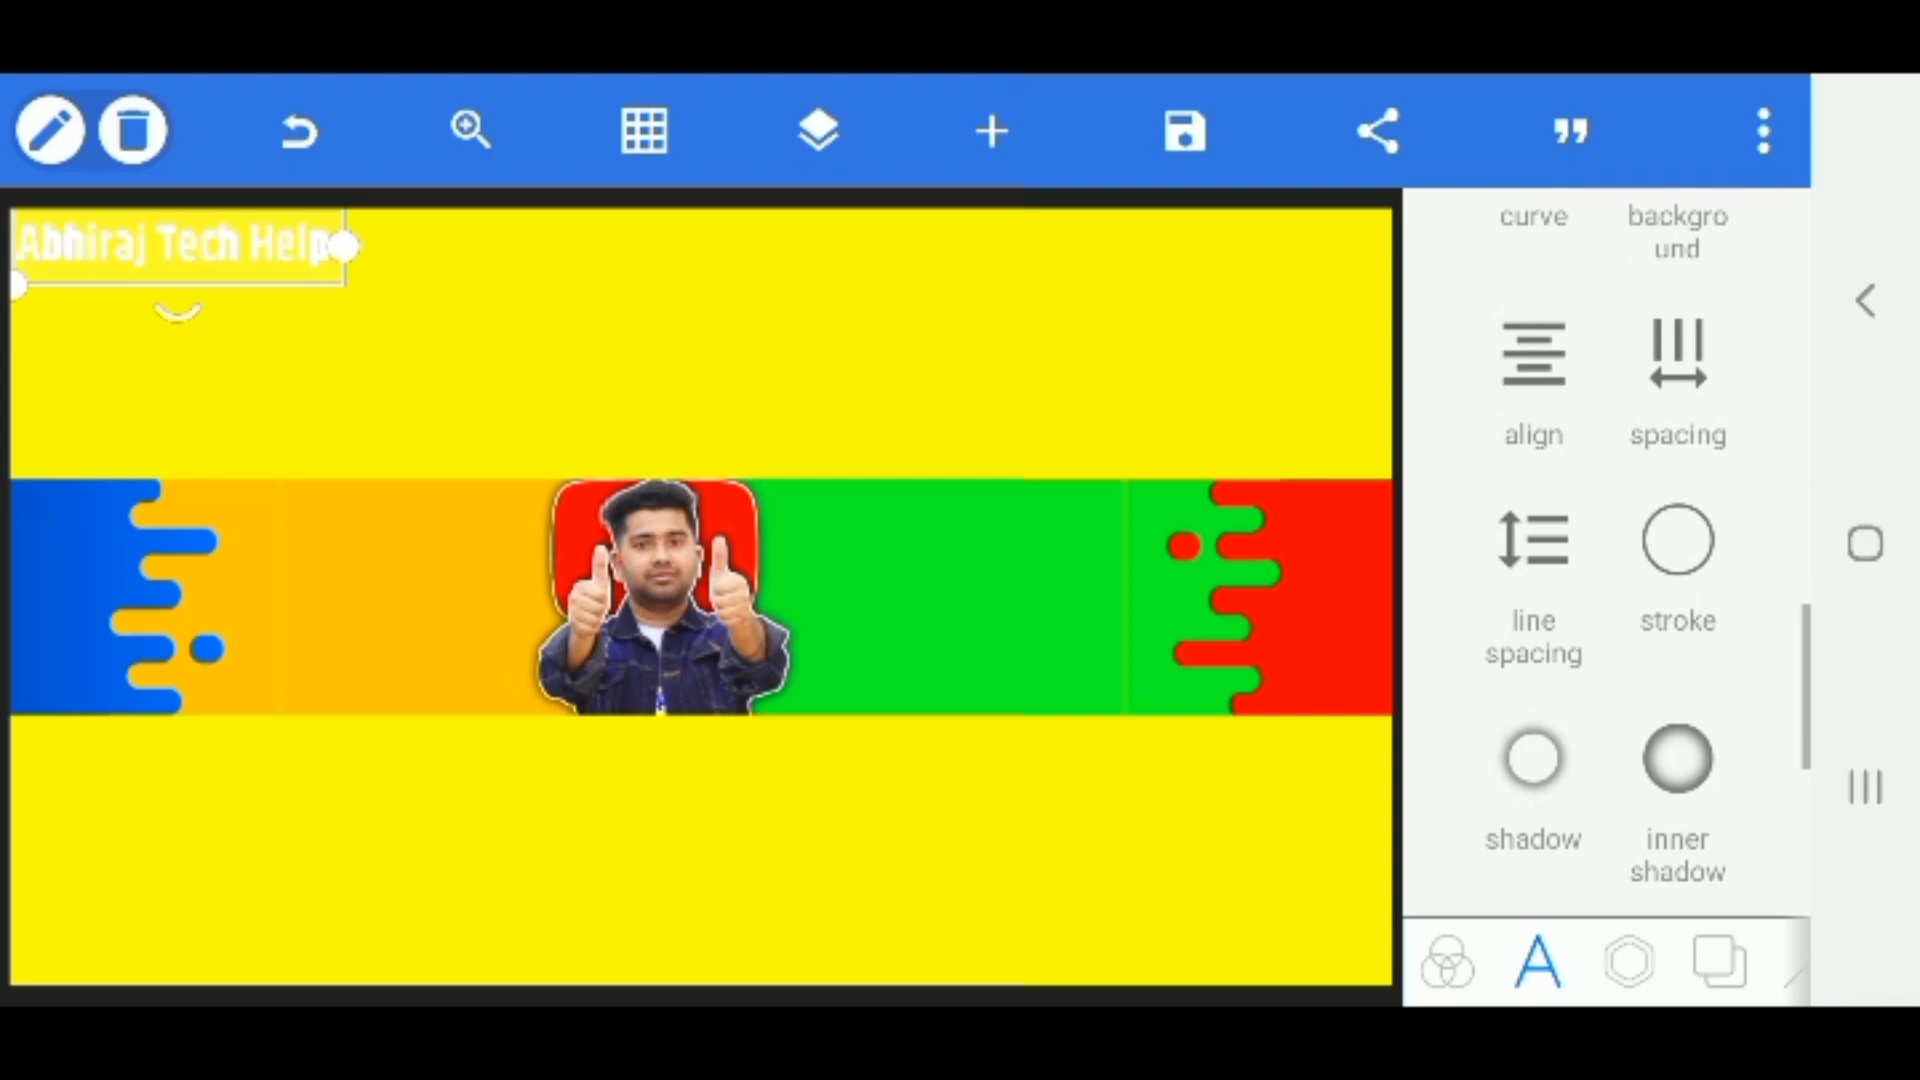 Abhiraj Tech Help
curve
backgro
und
align
spacing
line
spacing
stroke
shadow
inner
shadow